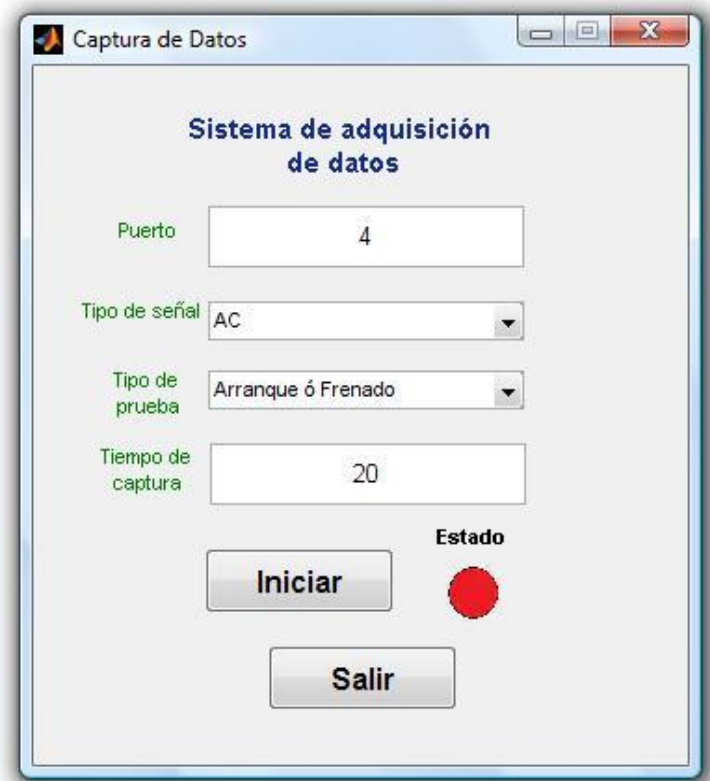 Captura de Datos
Sistema de adquisición
de datos
Puerto
4
Tipo de señal
AC
Tipo de
prueba
Arranque ó Frenado
Tiempo de
captura
20
Estado
Iniciar
Salir